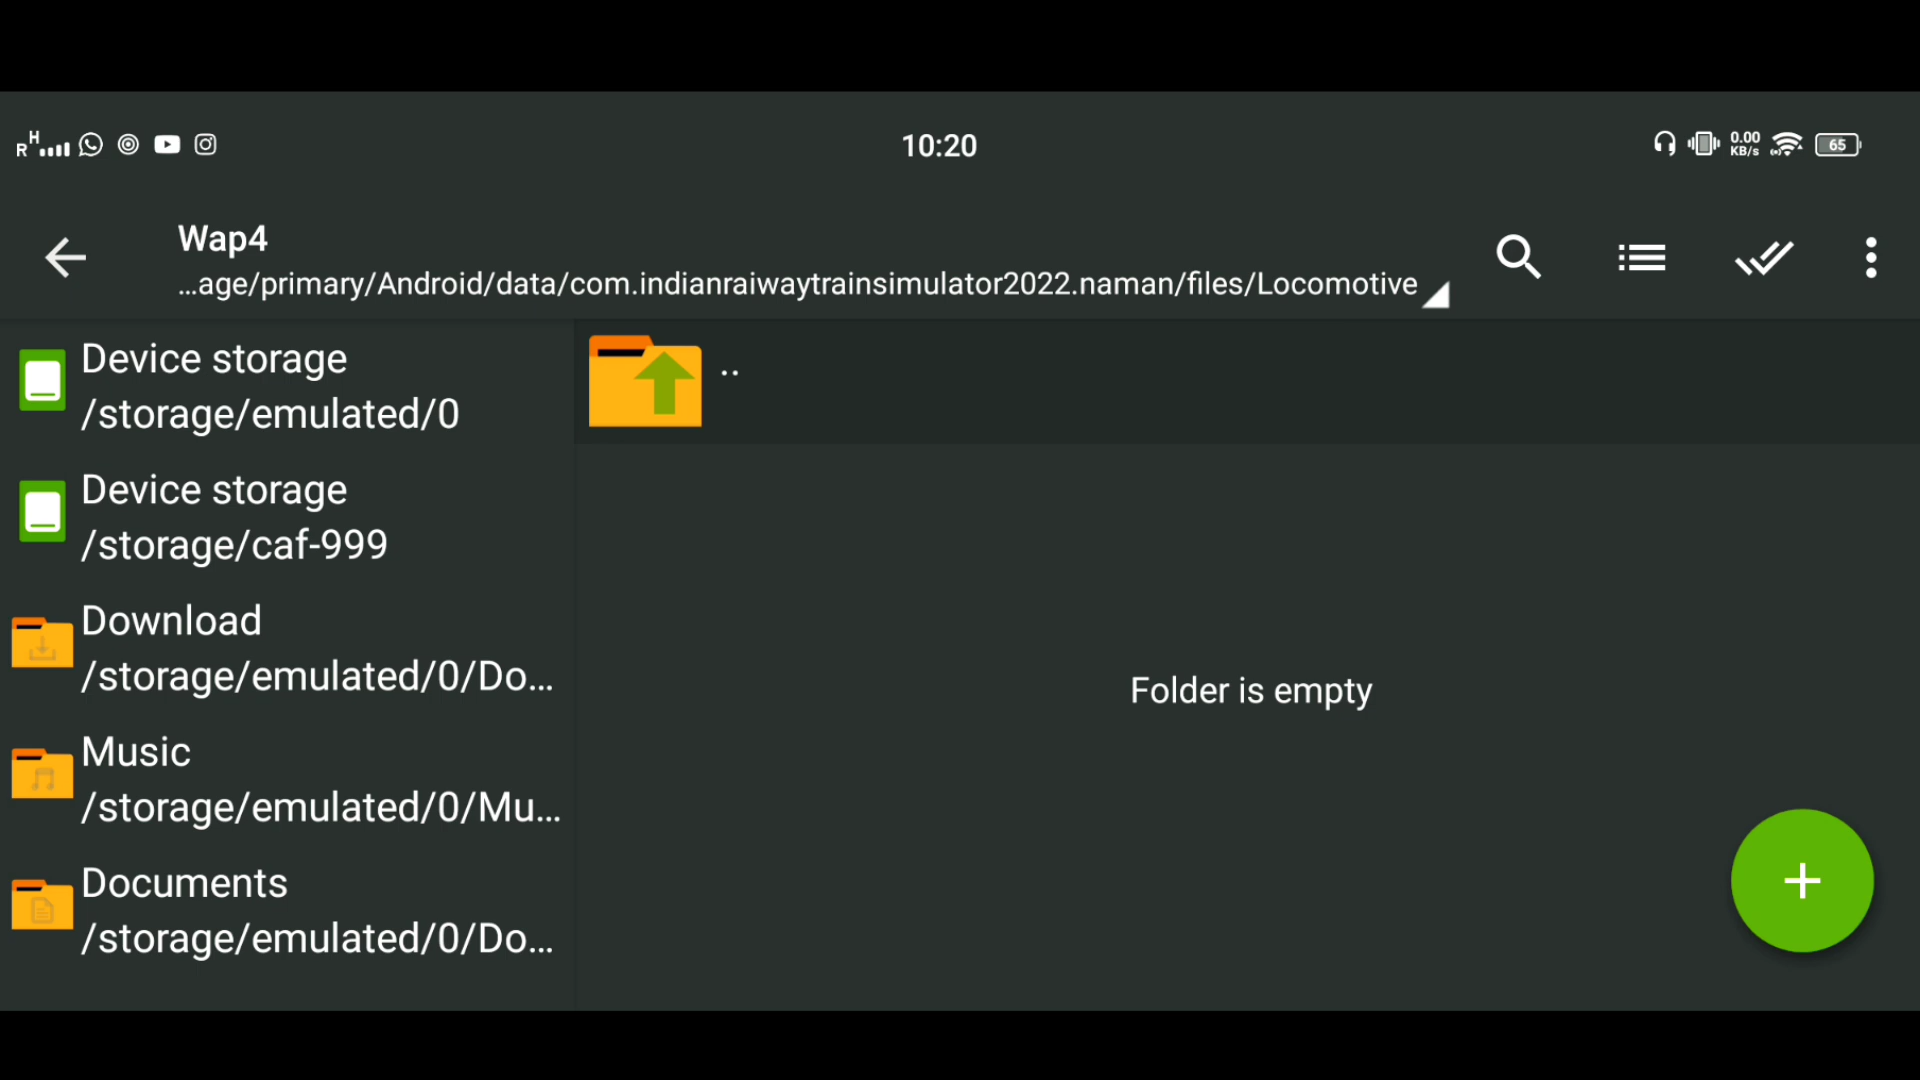 R H
10:20
0.00
KB/s
65
Wap4
...age/primary/Android/data/com.indianraiwaytrainsimulator2022.naman/files/Locomotive
Device storage
/storage/emulated/0
Device storage
/storage/caf-999
Download
/storage/emulated/0/Do...
Music
/storage/emulated/0/Mu...
Documents
/storage/emulated/0/Do...
..
Folder is empty